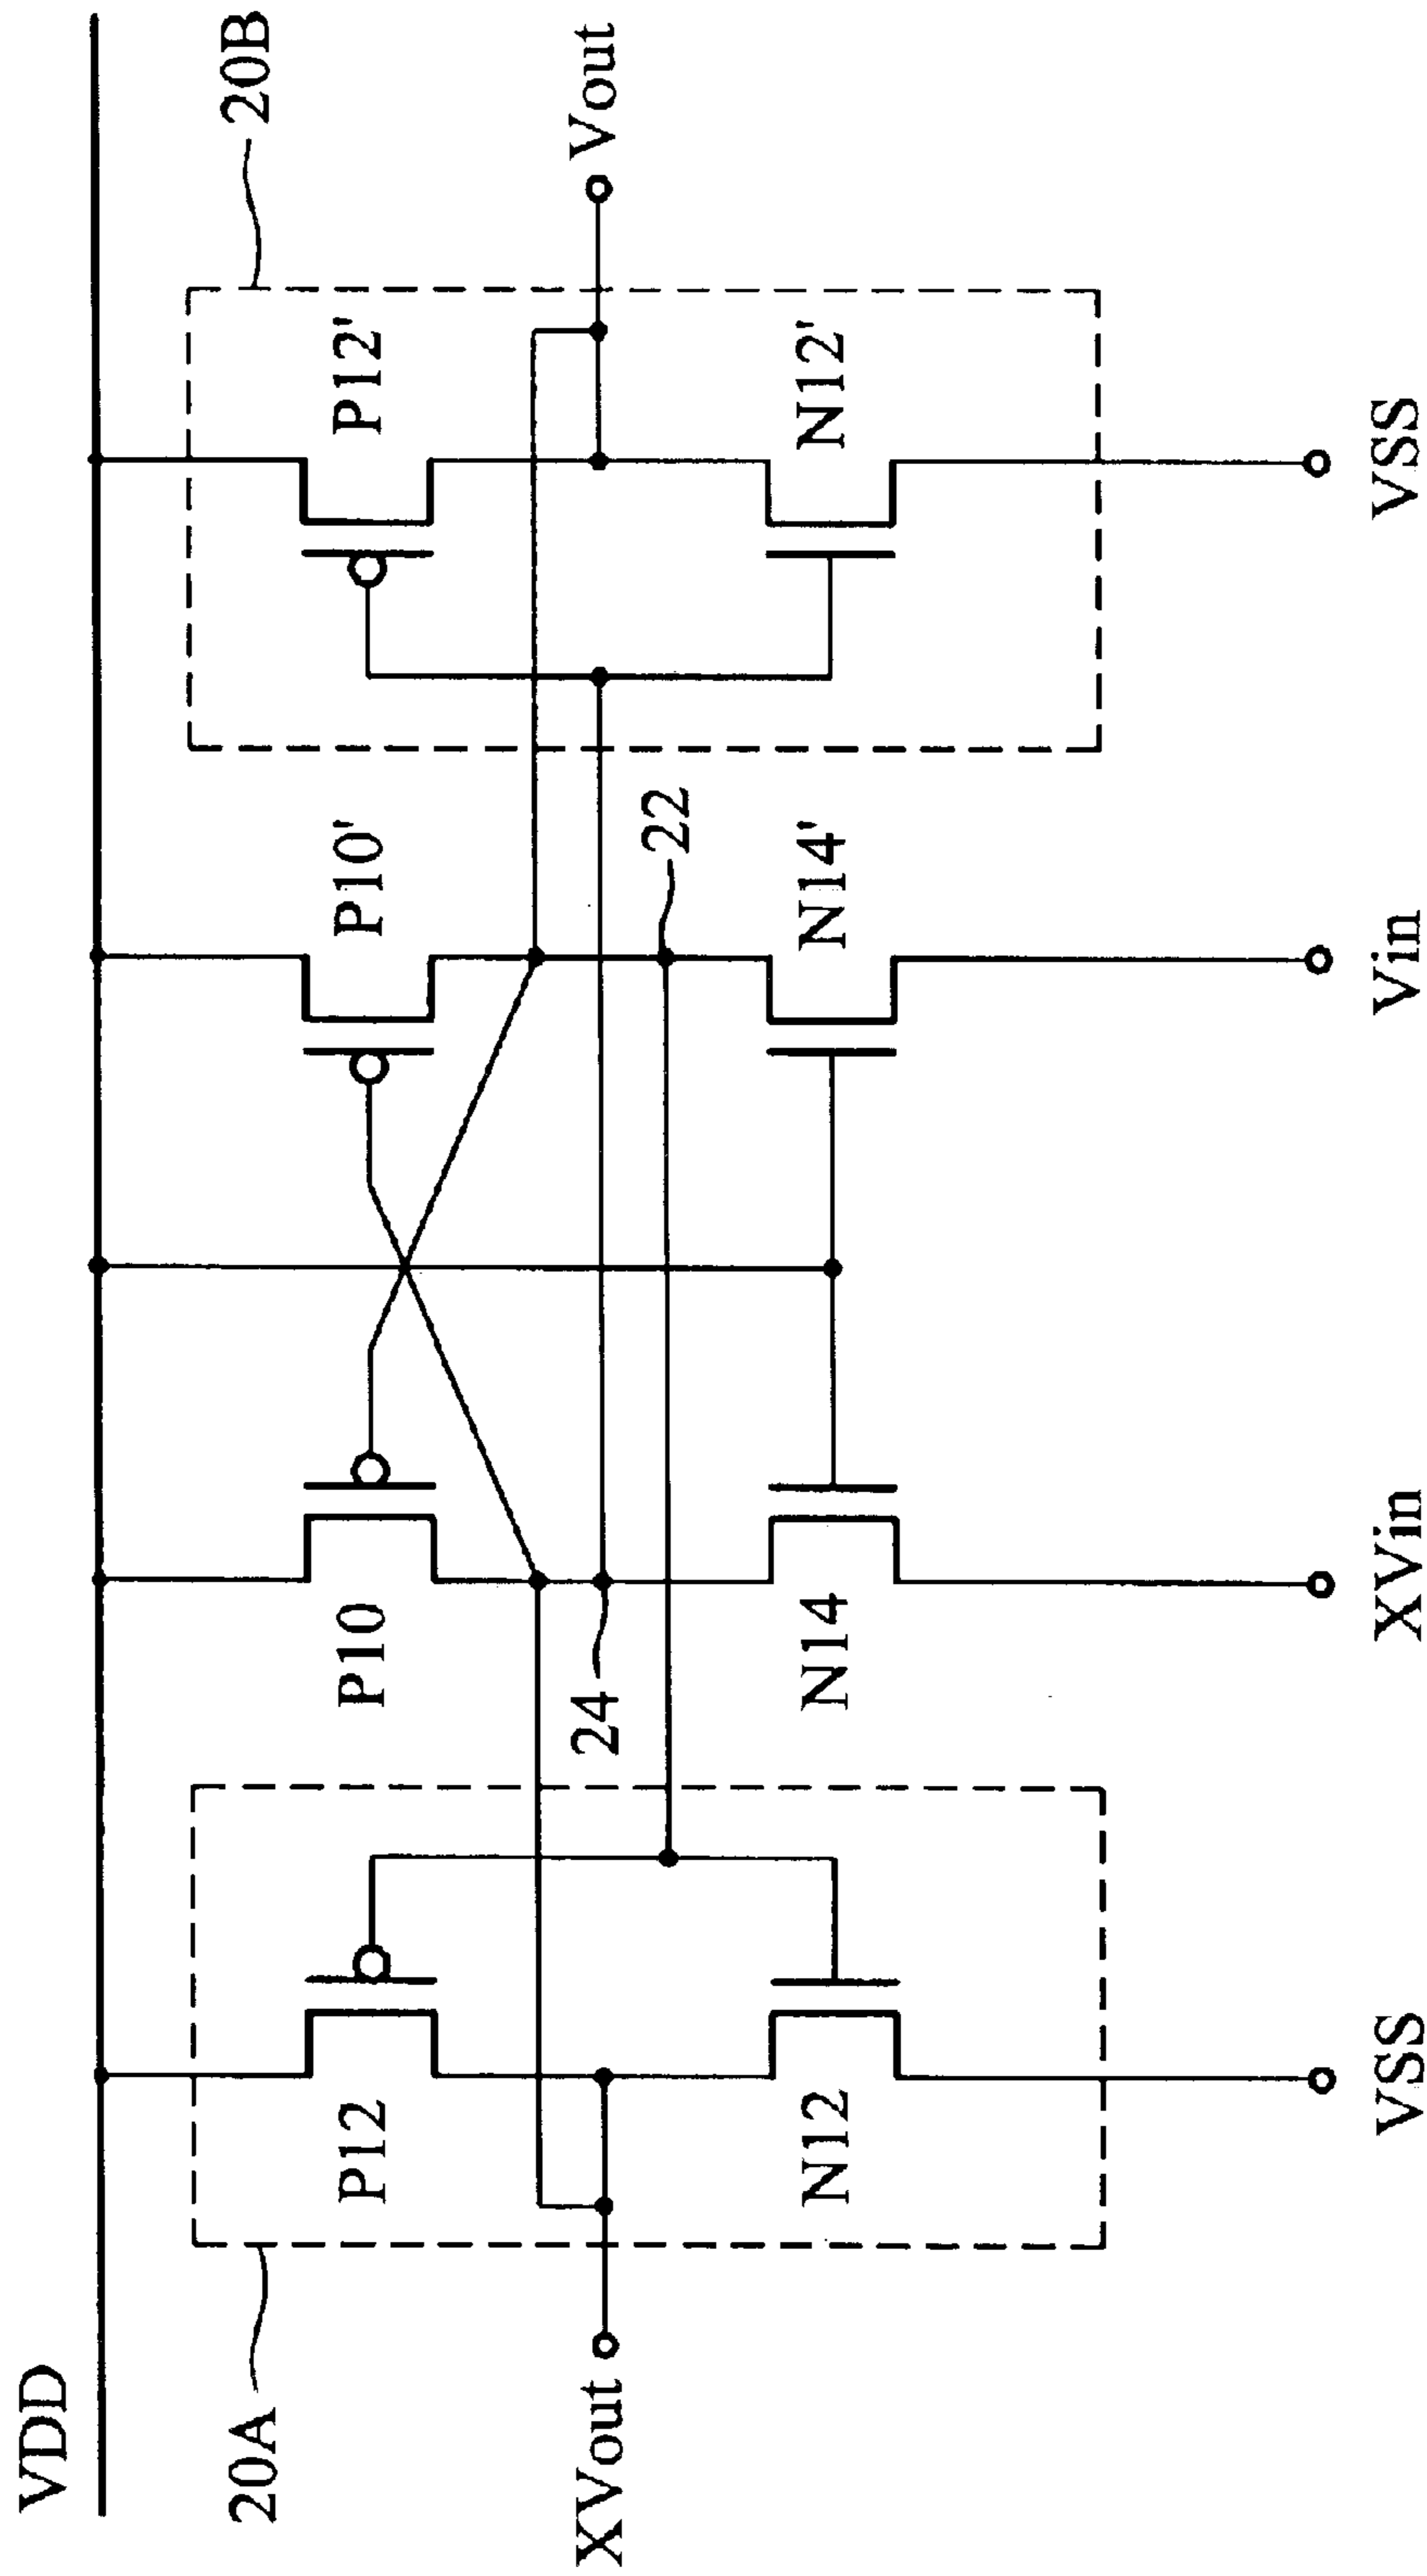 VDD
20A
20B
P12
P10
P10'
P12'
XVout
24
22
Vout
N12
N14
N14'
N12'
VSS
XVin
Vin
VSS